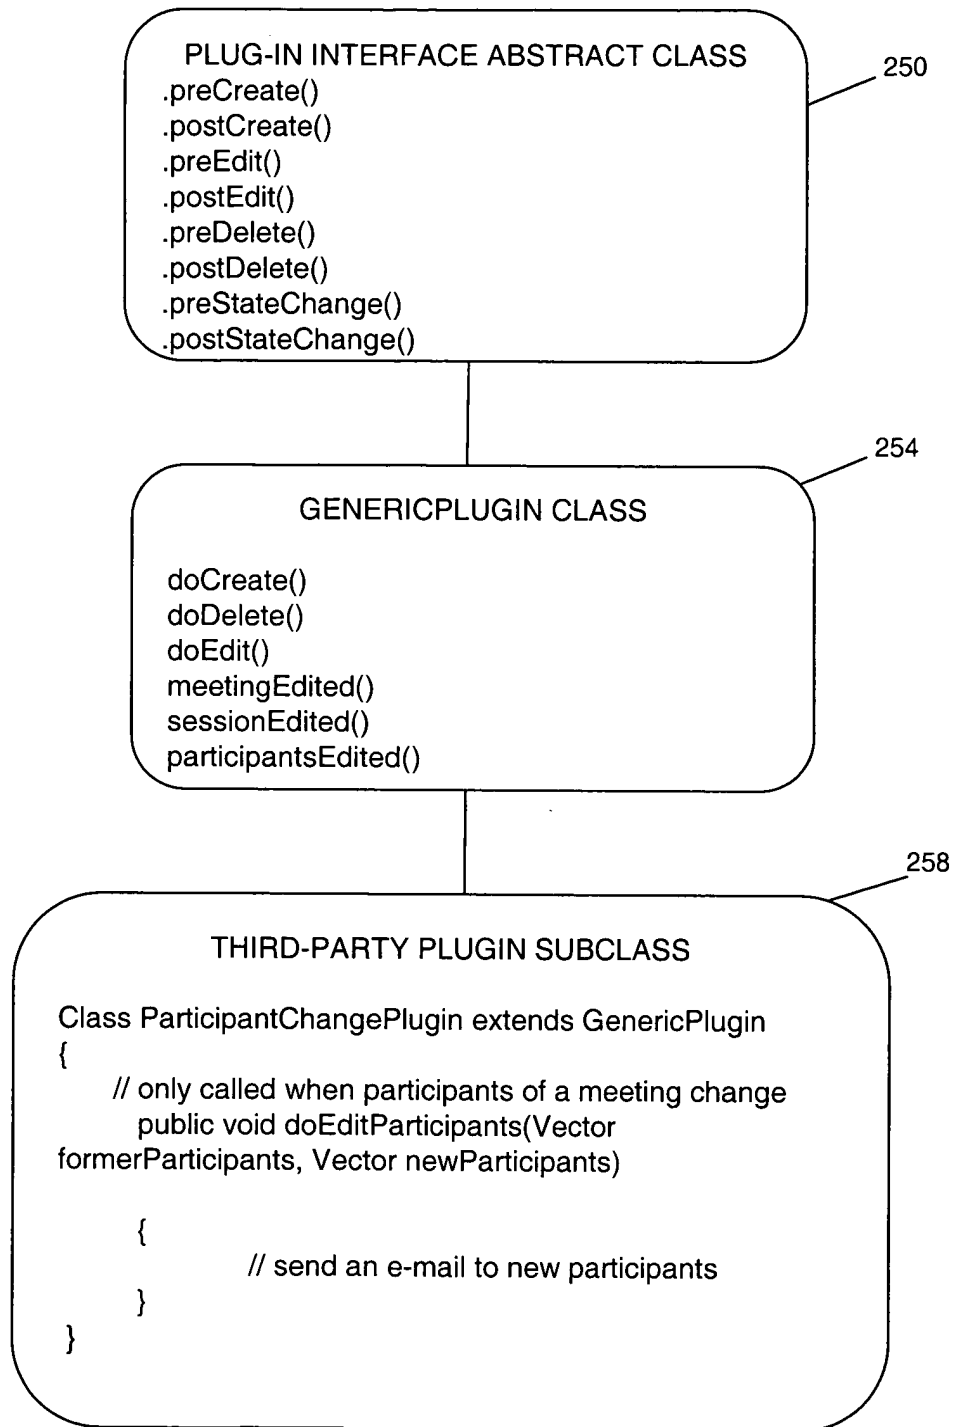 PLUG-IN INTERFACE ABSTRACT CLASS
250
.preCreate()
.postCreate()
.preEdit()
.postEdit()
.preDelete()
.postDelete()
.preStateChange()
.postStateChange()
254
GENERICPLUGIN CLASS
doCreate()
doDelete()
doEdit()
meetingEdited()
sessionEdited()
participantsEdited()
258
THIRD-PARTY PLUGIN SUBCLASS
Class ParticipantChangePlugin extends GenericPlugin
{
// only called when participants of a meeting change
public void doEditParticipants(Vector
formerParticipants, Vector newParticipants)
{
// send an e-mail to new participants
}
}